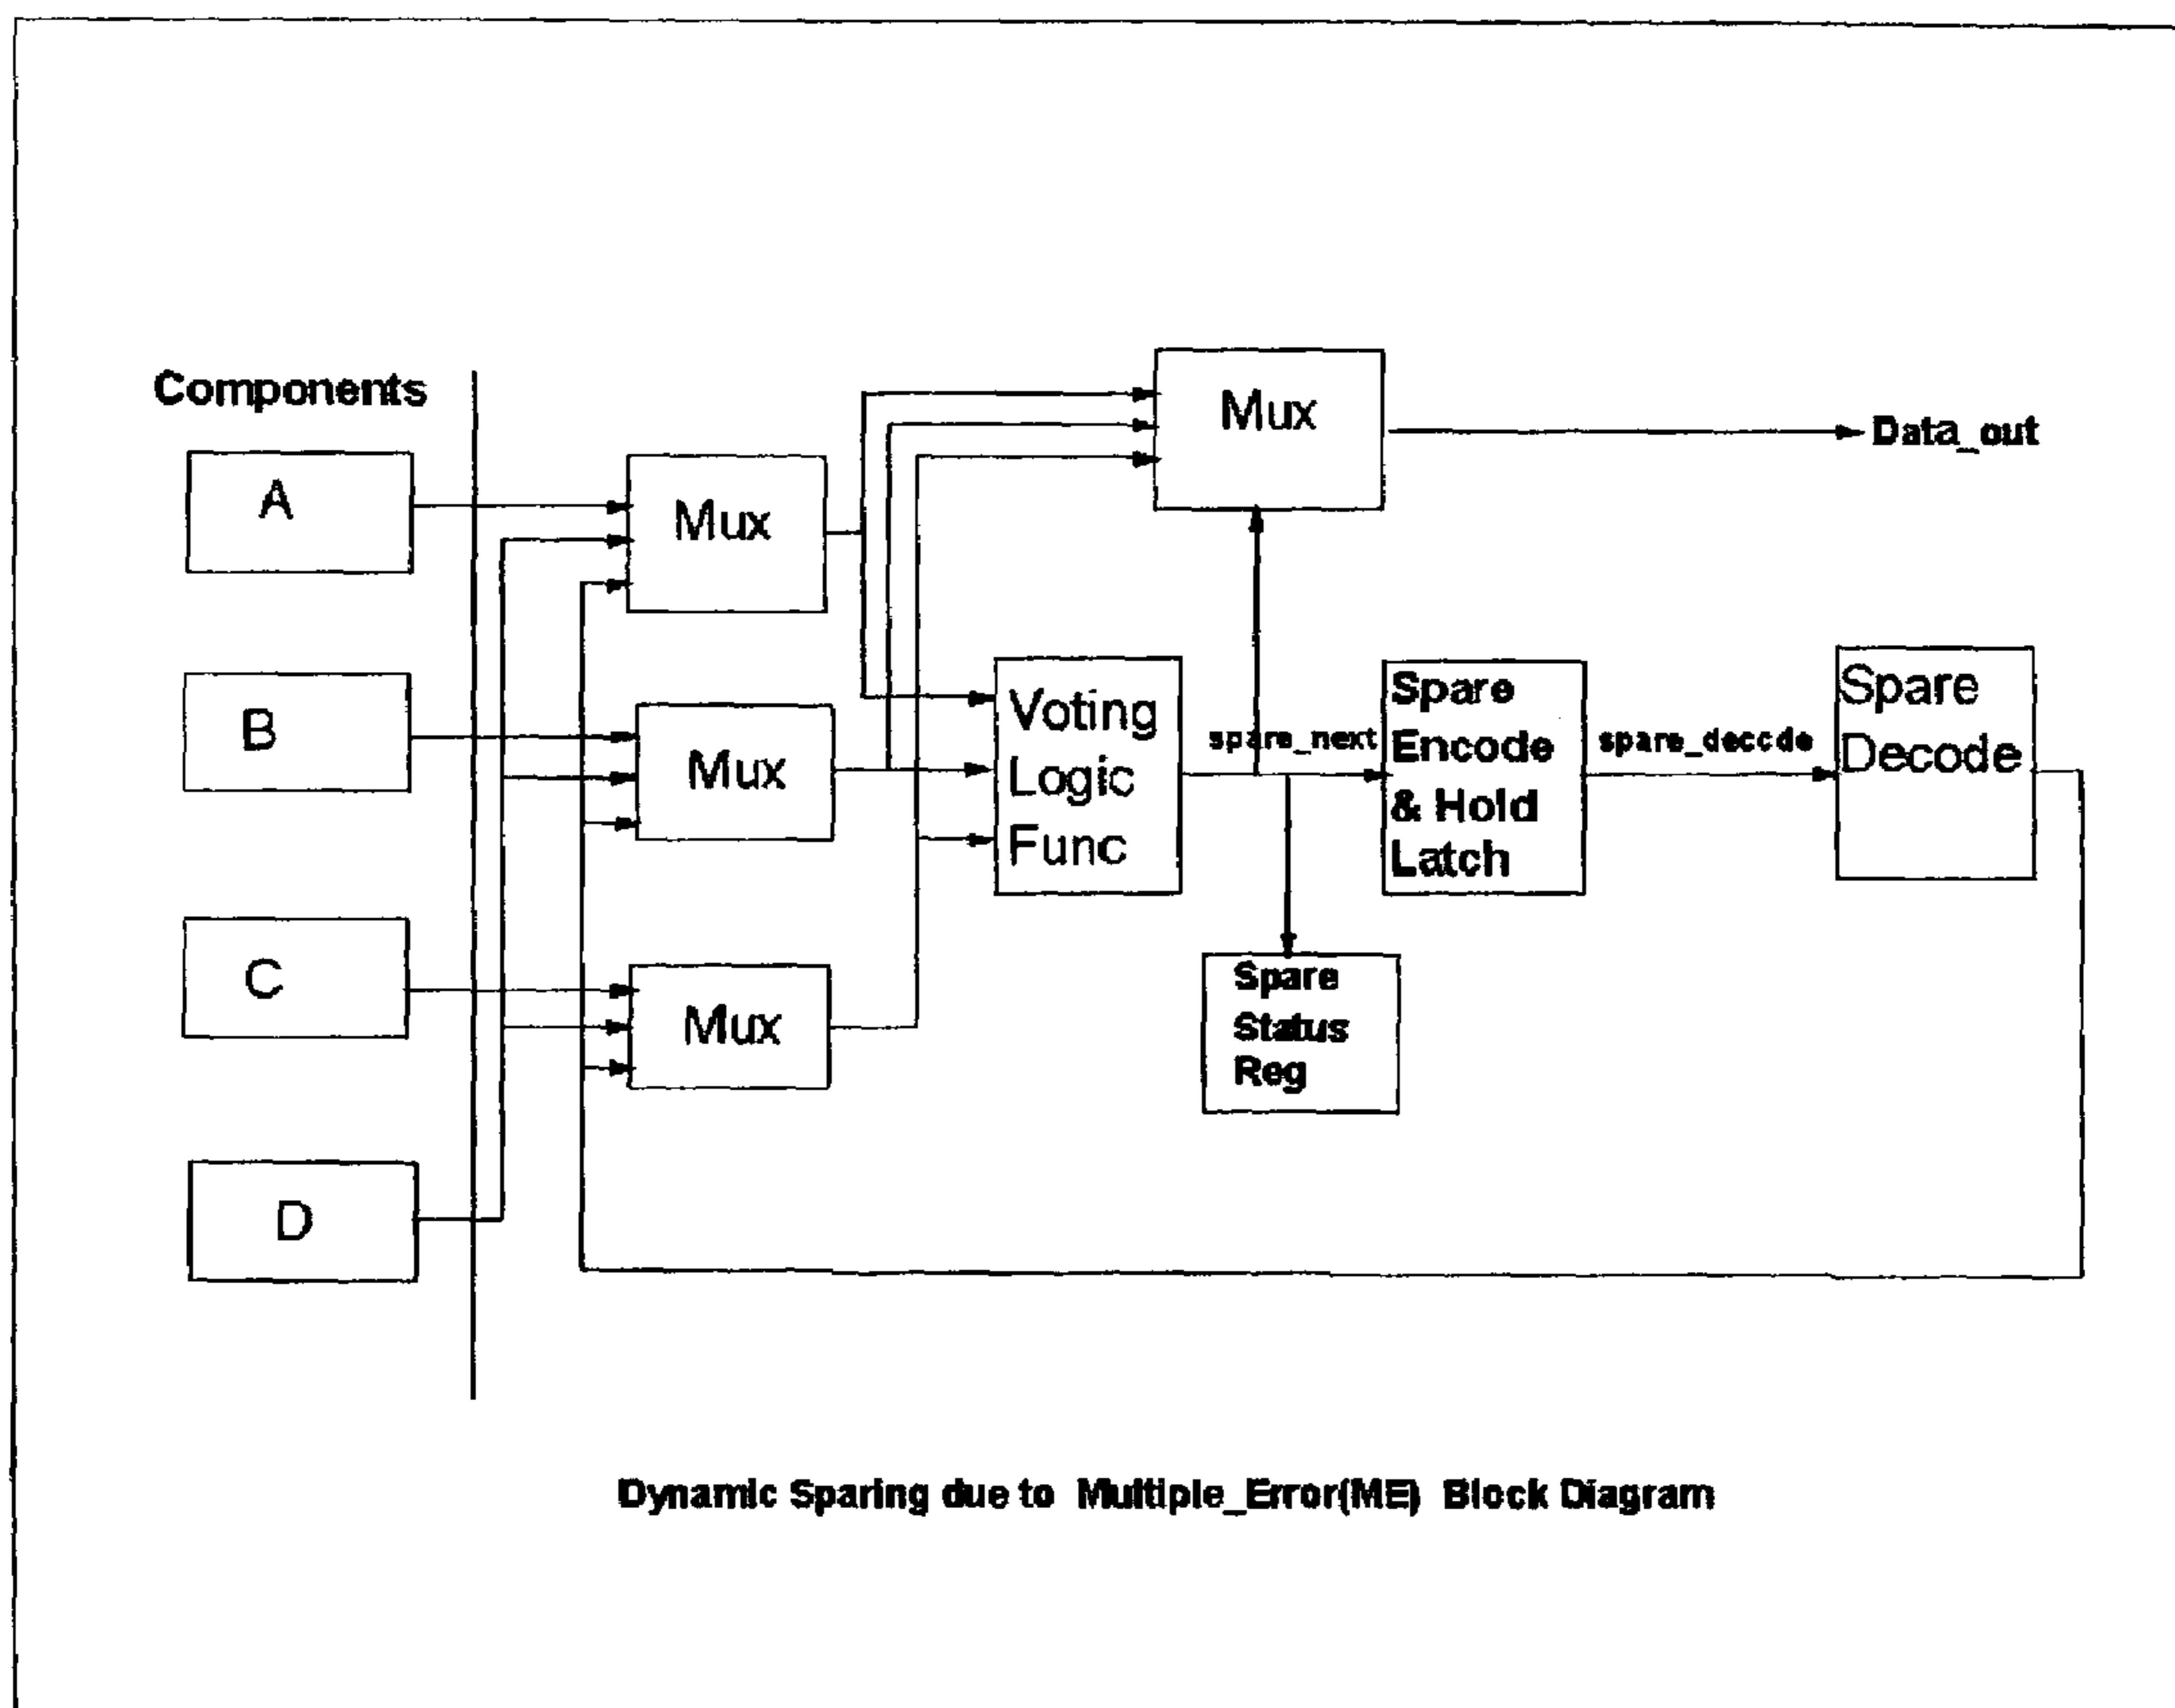 Components
A
B
C
D
Mux
Mux
Mux
Mux
Data_out
Voting
Logic
Func
spare_next
Spare
Encode
& Hold
Latch
spare_deccde
Spare
Decode
Spare
Status
Reg
Dynamic Sparing due to Multiple_Error(ME) Block Diagram